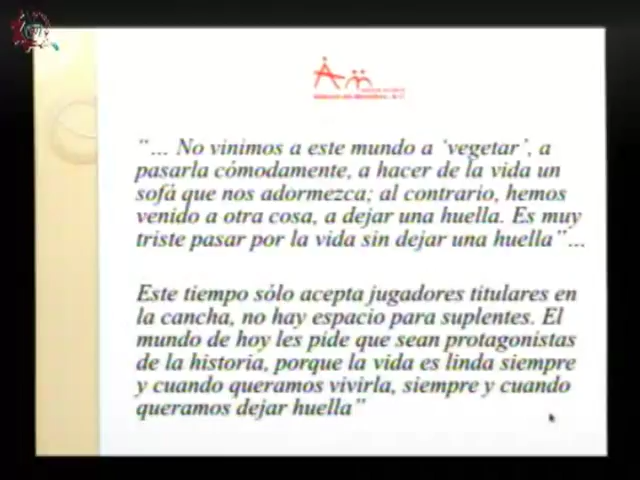 "... No vinimos a este mundo a 'vegetar', a
pasarla cómodamente, a hacer de la vida un
sofá que nos adormezca; al contrario, hemos
venido a otra cosa, a dejar una huella. Es muy
triste pasar por la vida sin dejar una huella"...
Este tiempo sólo acepta jugadores titulares en
la cancha, no hay espacio para suplentes. El
mundo de hoy les pide que sean protagonistas
de la historia, porque la vida es linda siempre
y cuando queramos vivirla, siempre y cuando
queramos dejar huella"